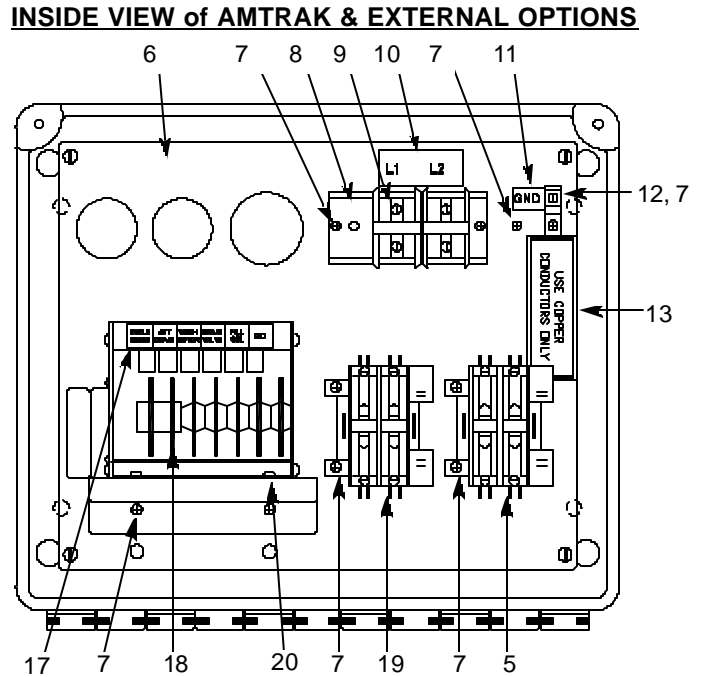 INSIDE VIEW of AMTRAK & EXTERNAL OPTIONS
6 7 8 9 10 7 11
L1 L2
GND
12, 7
USE COPPER
CONDUCTORS ONLY
13
17 7 18 20 7 19 7 5